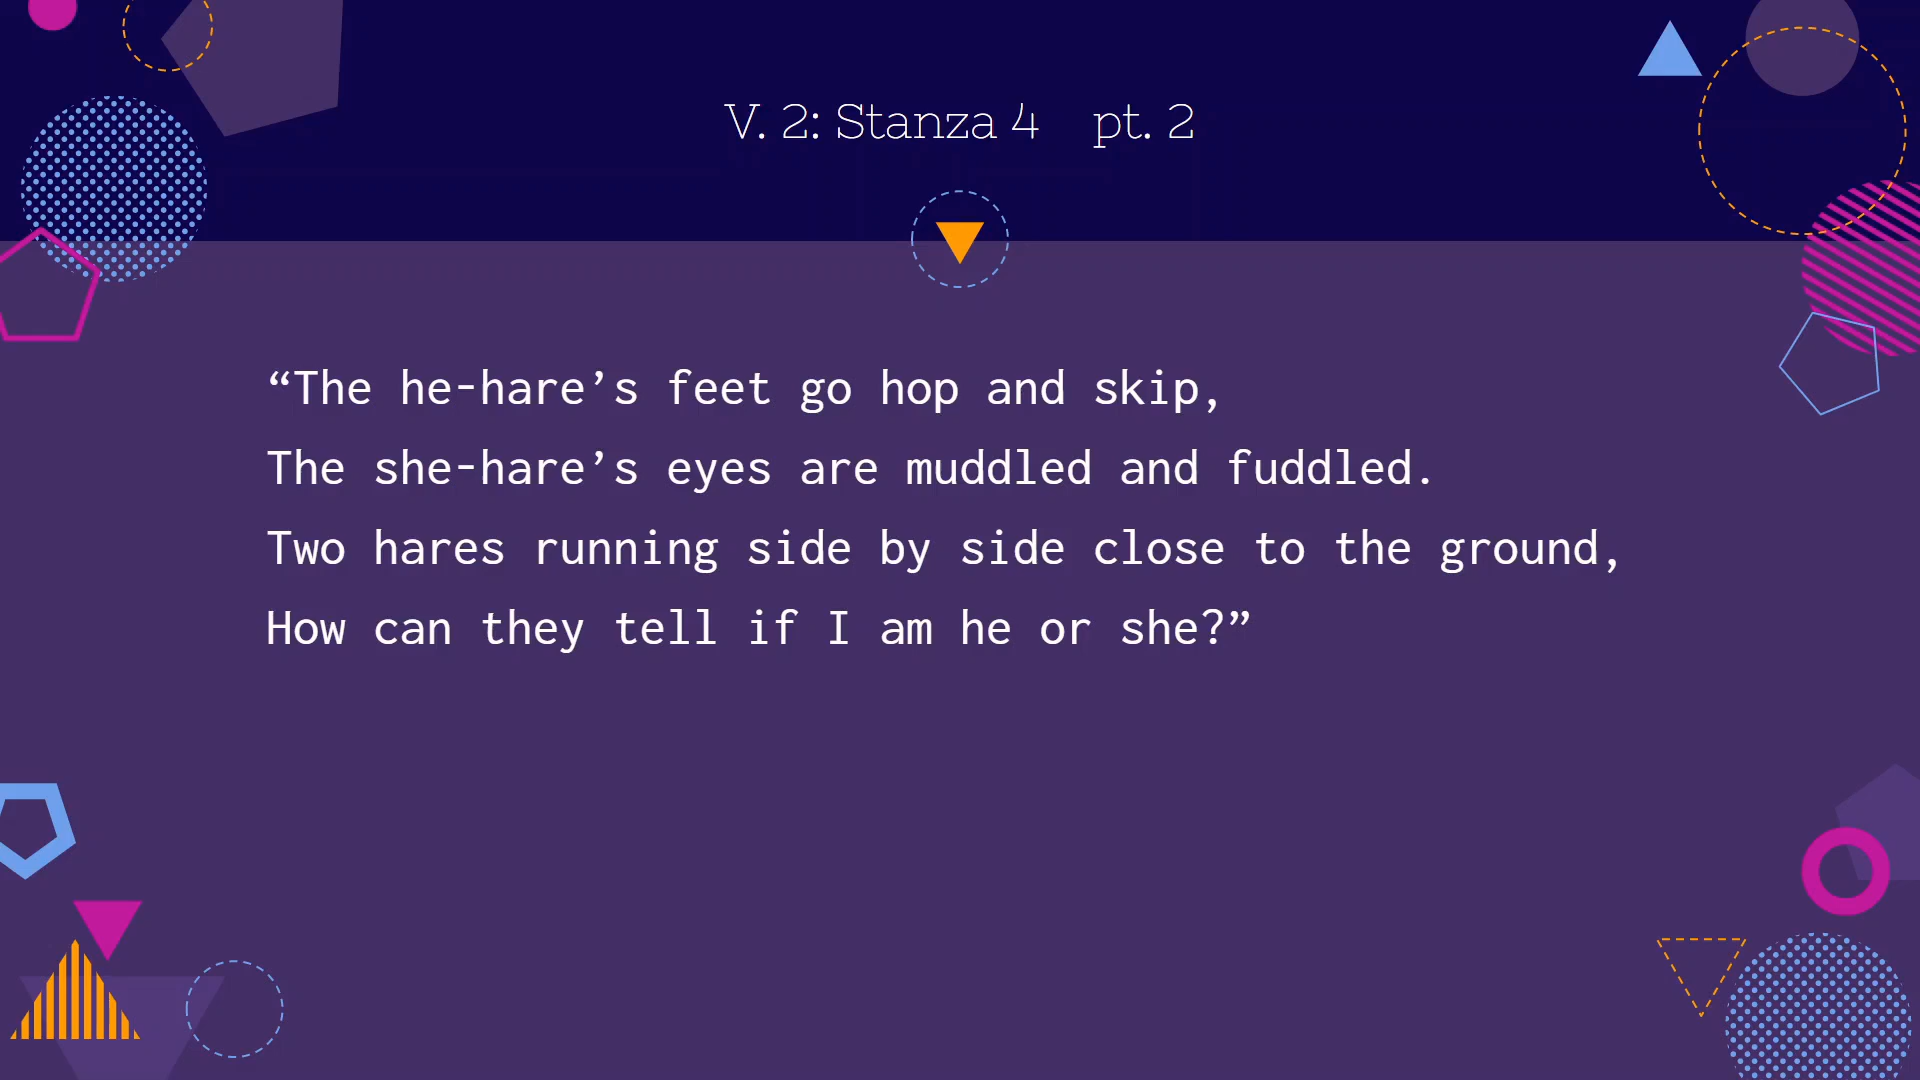 V. 2: Stanza 4 pt. 2
“The he-hare’s feet go hop and skip,
The she-hare’s eyes are muddled and fuddled.
Two hares running side by side close to the ground,
How can they tell if I am he or she?”